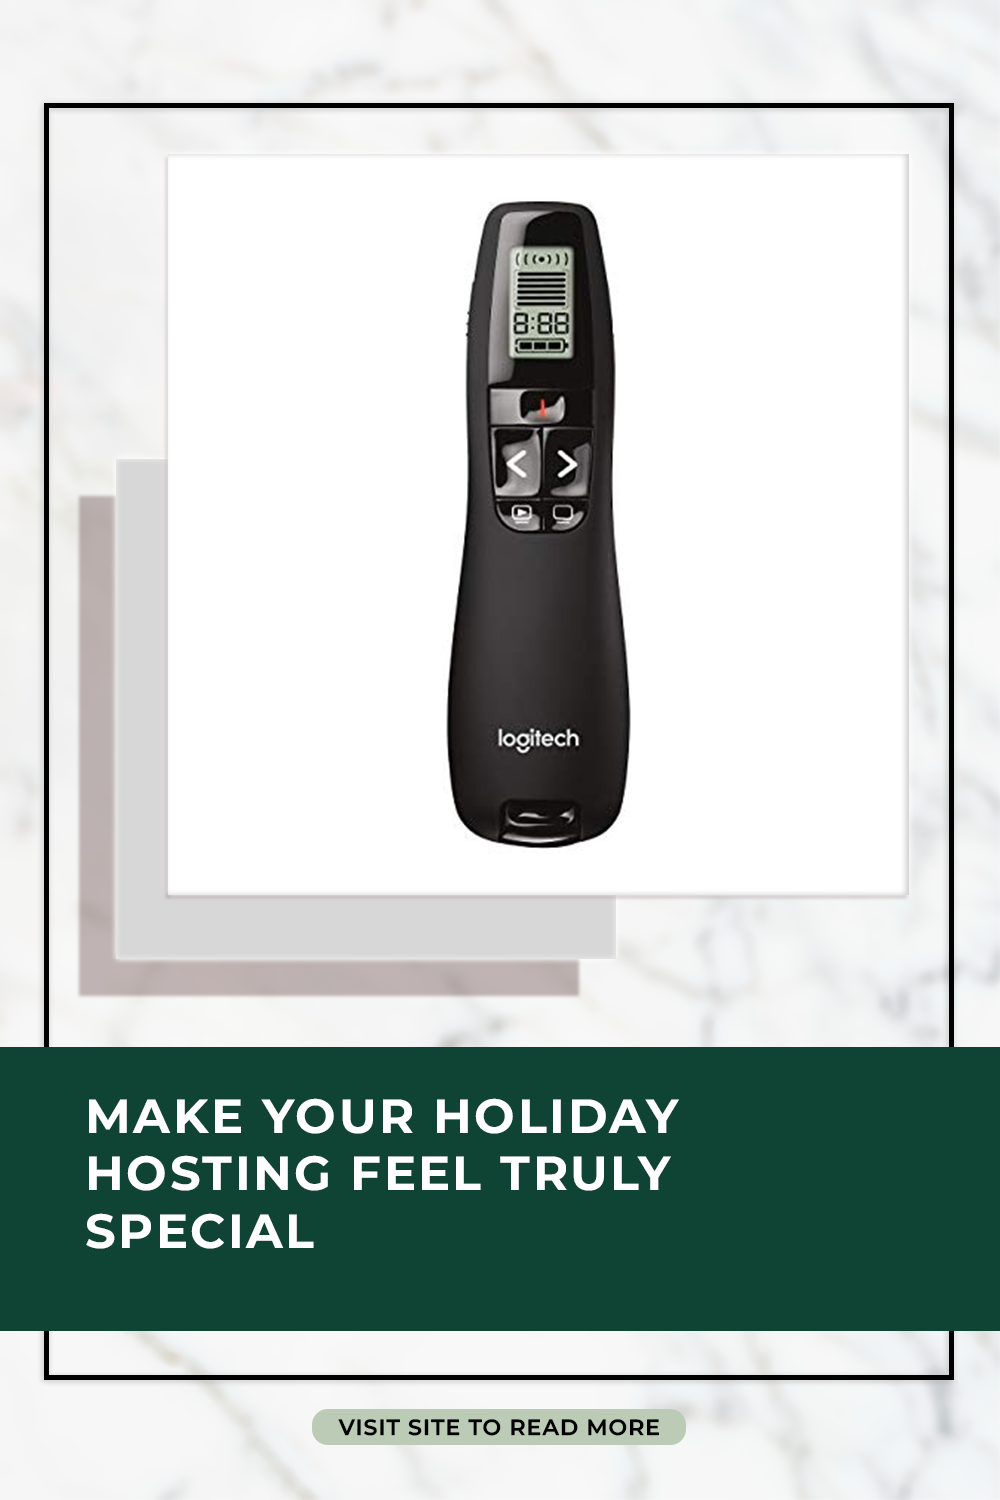 8:88
logitech
MAKE YOUR HOLIDAY
HOSTING FEEL TRULY
SPECIAL
VISIT SITE TO READ MORE